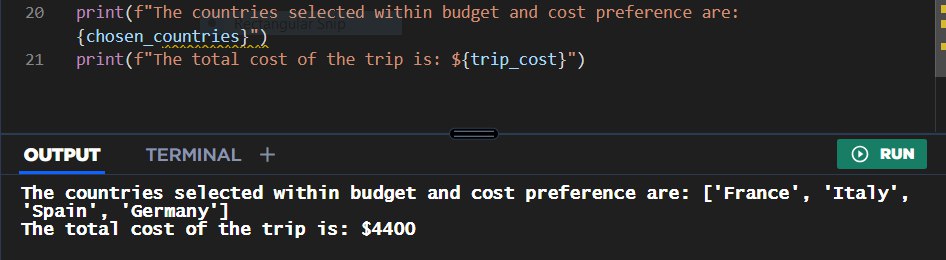 20 print(f"The countries selected within budget and cost preference are:
Rectangular Snip
{chosen_countries}")
21 print(f"The total cost of the trip is: ${trip_cost}")
OUTPUT TERMINAL + RUN
The countries selected within budget and cost preference are: ['France', 'Italy',
'Spain', 'Germany']
The total cost of the trip is: $4400